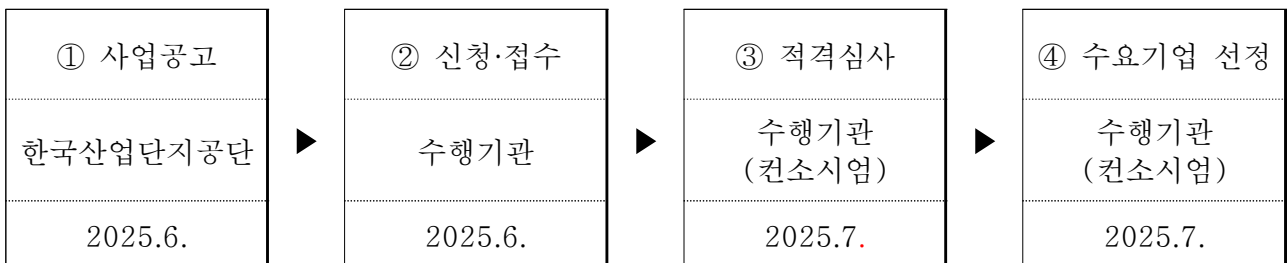 ① 사업공고
② 신청·접수
③ 적격심사
④ 수요기업 선정
한국산업단지공단
▶
수행기관
▶
수행기관
(컨소시엄)
▶
수행기관
(컨소시엄)
2025.6.
2025.6.
2025.7.
2025.7.